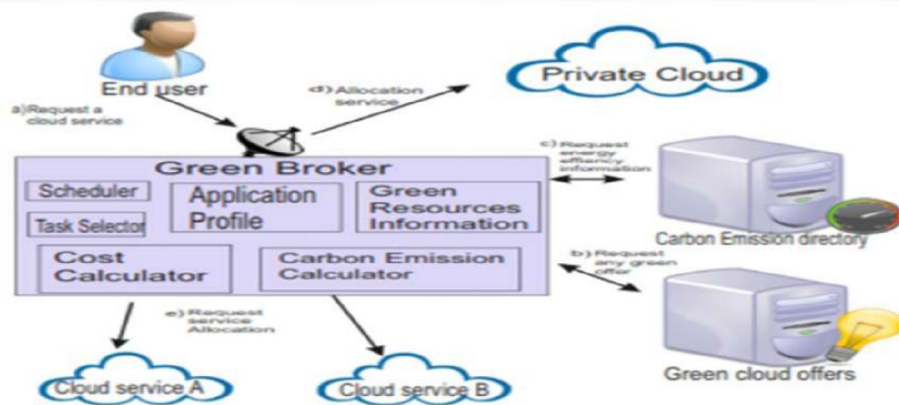 End user
a)Request a
cloud service
d) Allocation
service
Private Cloud
Green Broker
Scheduler
Task Selector
Application
Profile
Green
Resources
Information
Cost
Calculator
Carbon Emission
Calculator
c) Request
energy
effiency
information
Carbon Emission directory
b) Request
any green
offer
Green cloud offers
e) Request
service
Allocation
Cloud service A
Cloud service B